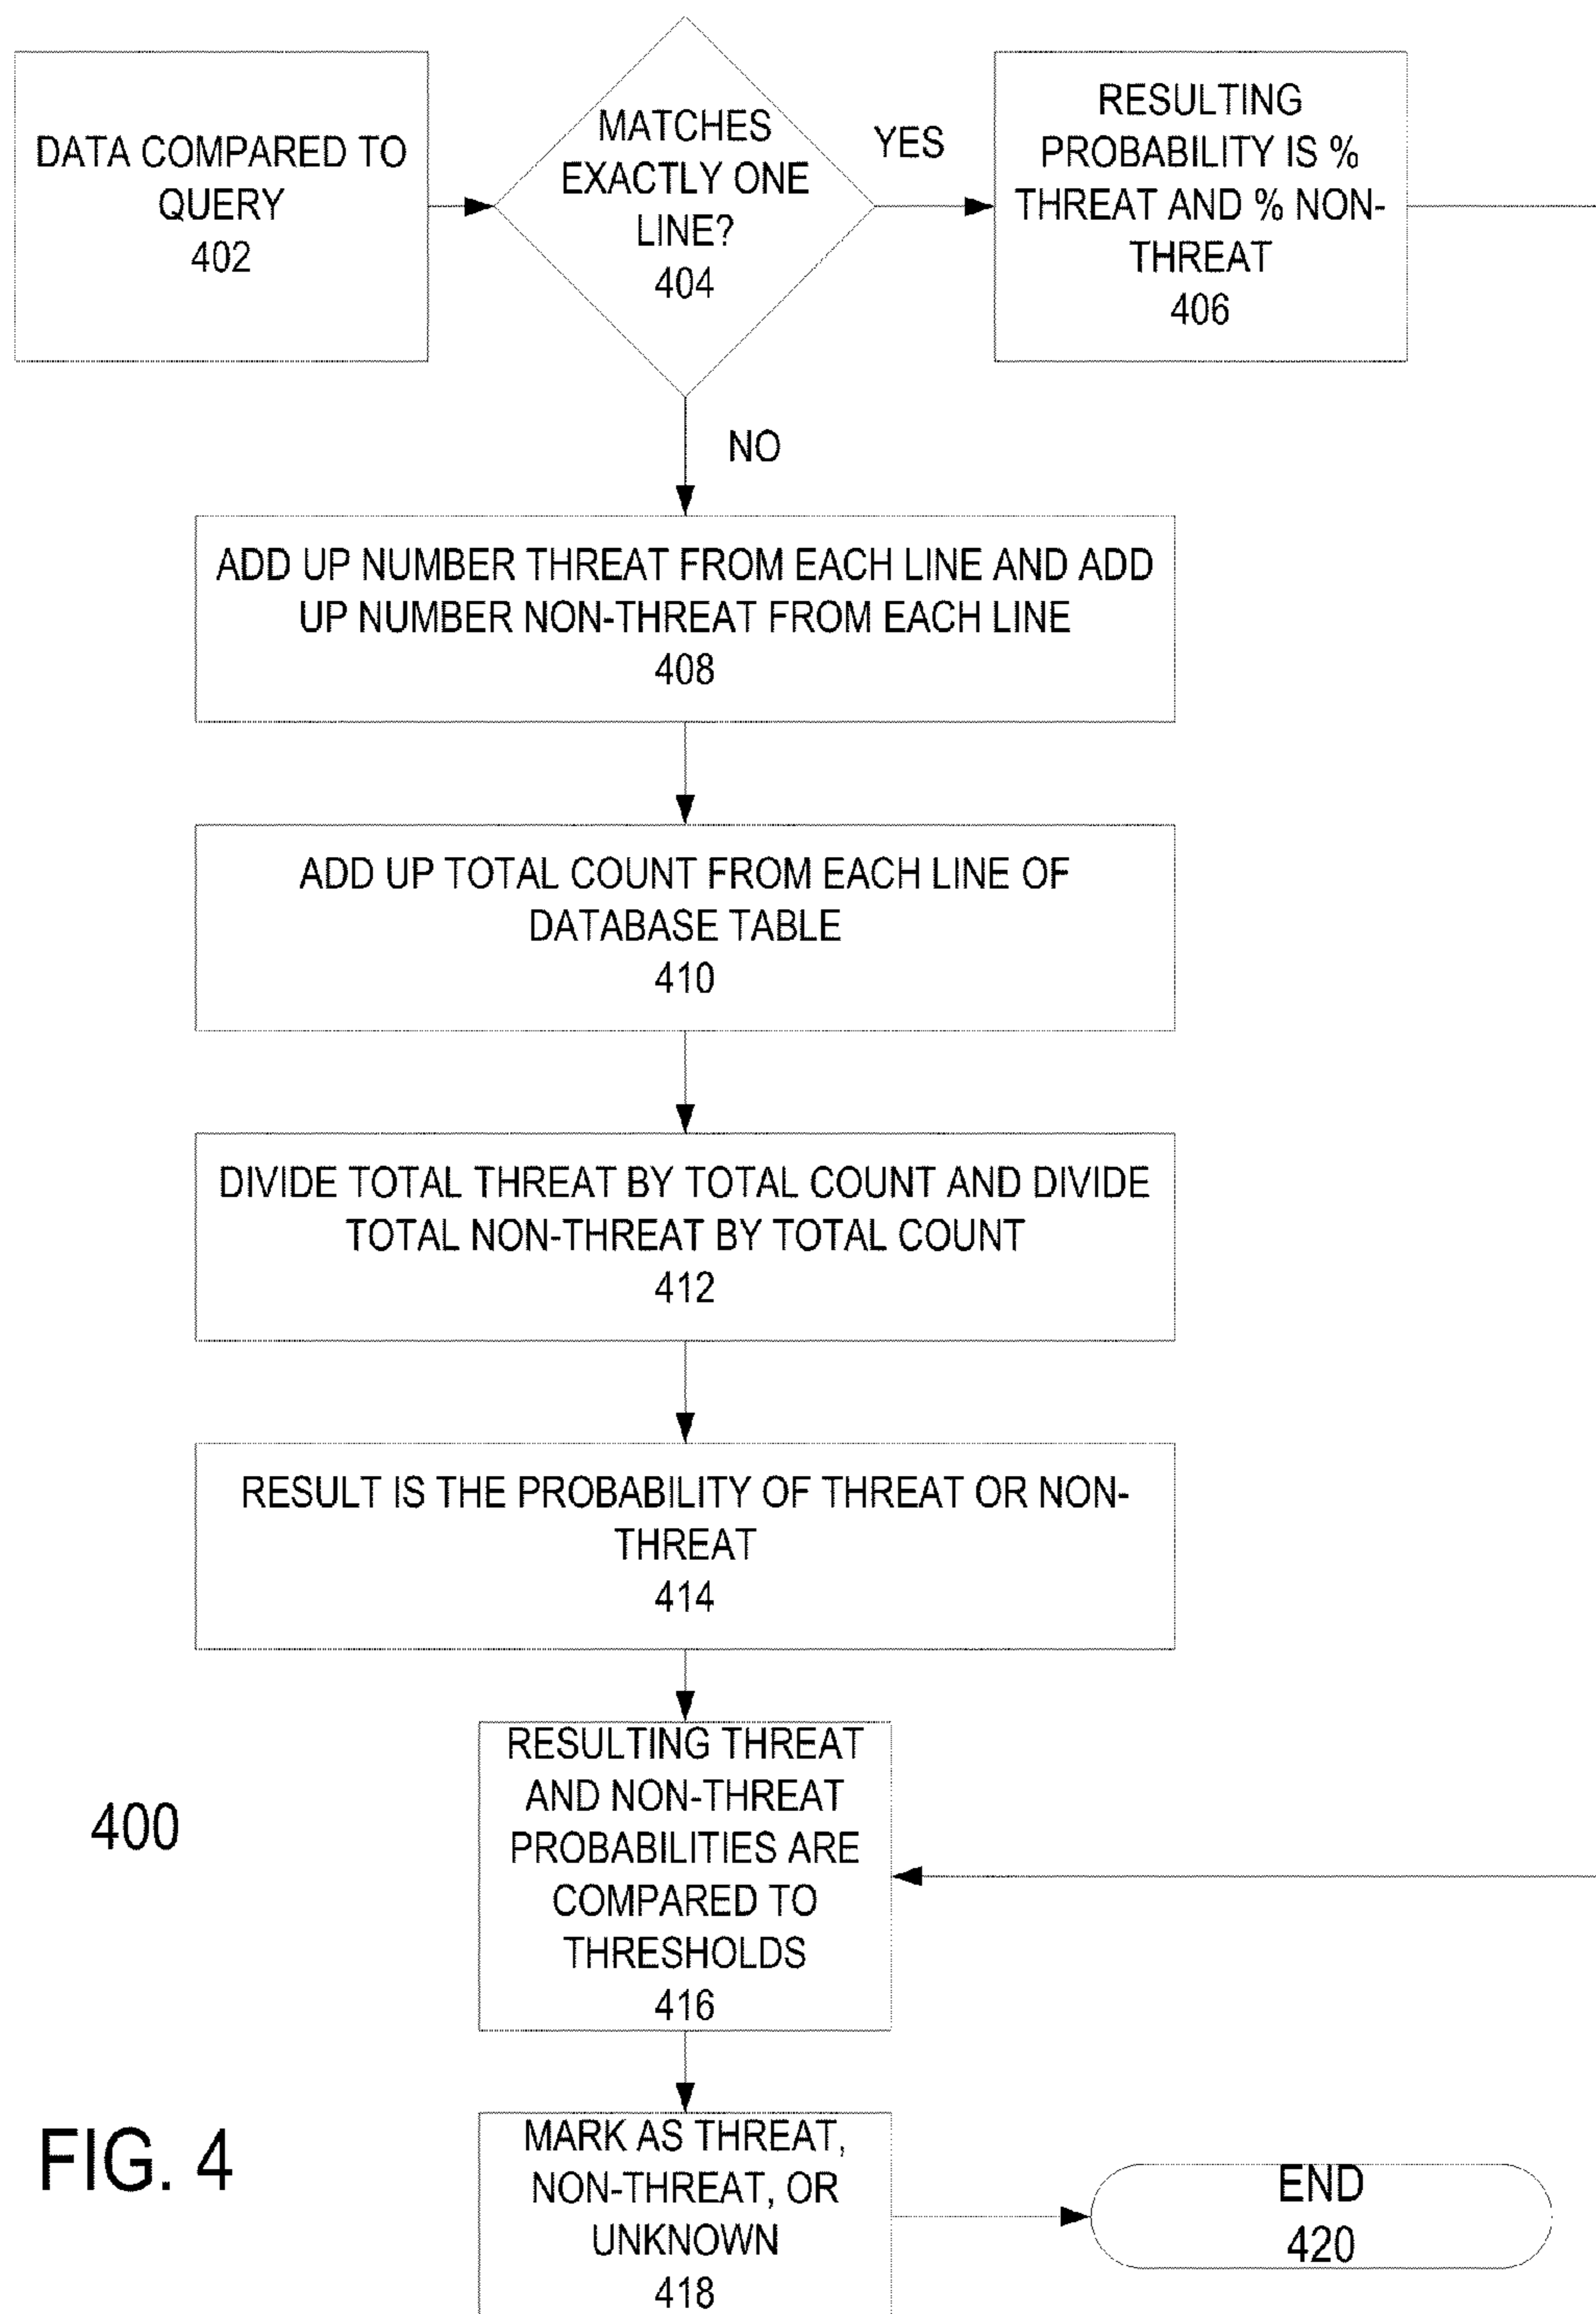 DATA COMPARED TO
QUERY
402
MATCHES
EXACTLY ONE
LINE?
404
YES
RESULTING
PROBABILITY IS %
THREAT AND % NON-
THREAT
406
NO
ADD UP NUMBER THREAT FROM EACH LINE AND ADD
UP NUMBER NON-THREAT FROM EACH LINE
408
ADD UP TOTAL COUNT FROM EACH LINE OF
DATABASE TABLE
410
DIVIDE TOTAL THREAT BY TOTAL COUNT AND DIVIDE
TOTAL NON-THREAT BY TOTAL COUNT
412
RESULT IS THE PROBABILITY OF THREAT OR NON-
THREAT
414
RESULTING THREAT
AND NON-THREAT
PROBABILITIES ARE
COMPARED TO
THRESHOLDS
416
400
MARK AS THREAT,
NON-THREAT, OR
UNKNOWN
418
END
420
FIG. 4